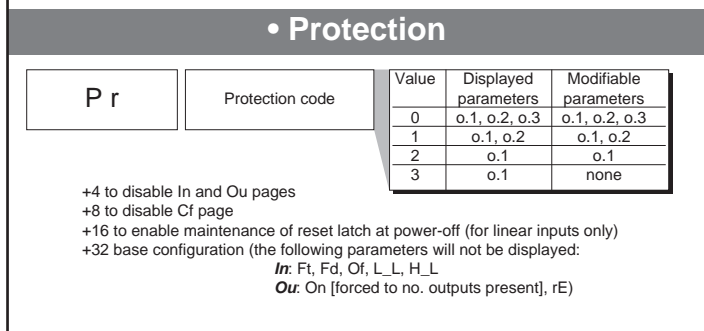 • Protection
P r
Protection code
Value Displayed parameters Modifiable parameters
0 o.1, o.2, o.3 o.1, o.2, o.3
1 o.1, o.2 o.1, o.2
2 o.1 o.1
3 o.1 none
+4 to disable In and Ou pages
+8 to disable Cf page
+16 to enable maintenance of reset latch at power-off (for linear inputs only)
+32 base configuration (the following parameters will not be displayed:
In: Ft, Fd, Of, L_L, H_L
Ou: On [forced to no. outputs present], rE)